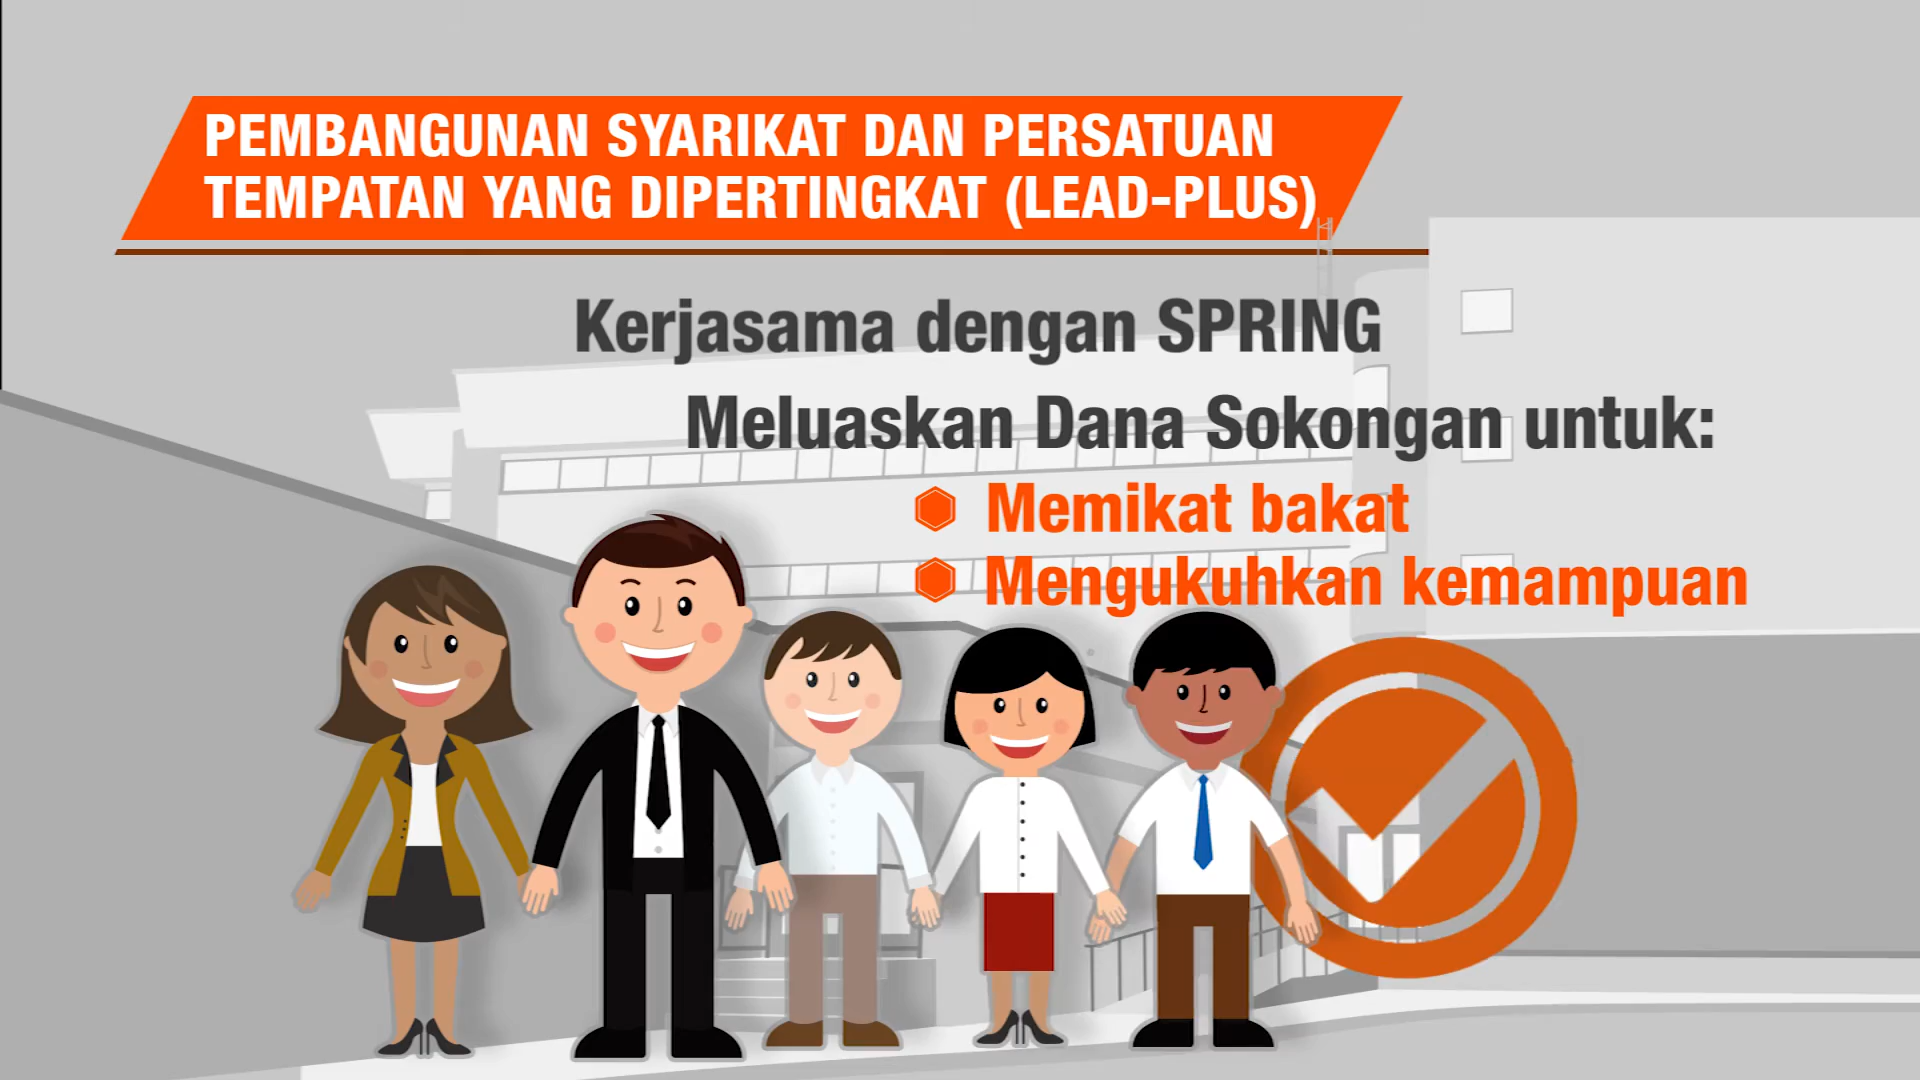 PEMBANGUNAN SYARIKAT DAN PERSATUAN
TEMPATAN YANG DIPERTINGKAT (LEAD-PLUS)
Kerjasama dengan SPRING
Meluaskan Dana Sokongan untuk:
Memikat bakat
Mengukuhkan kemampuan